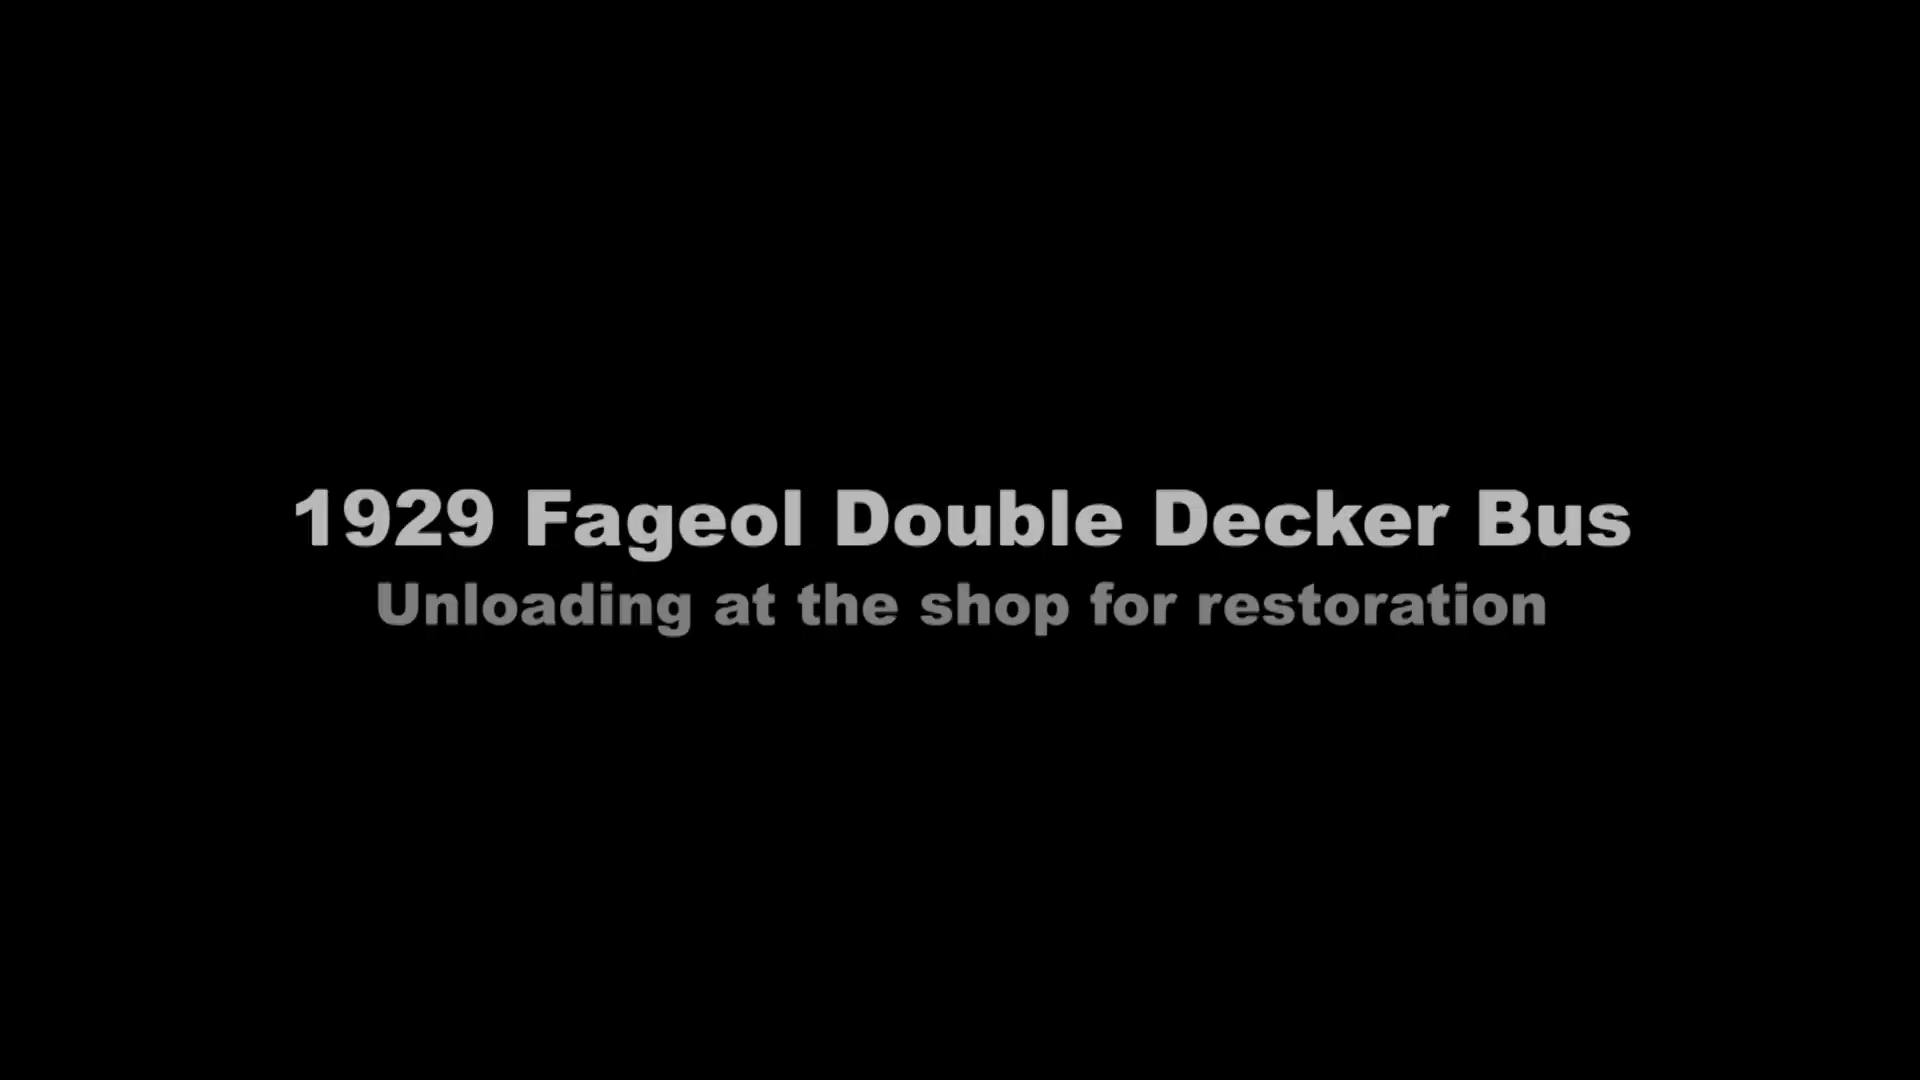 1929 Fageol Double Decker Bus
Unloading at the shop for restoration